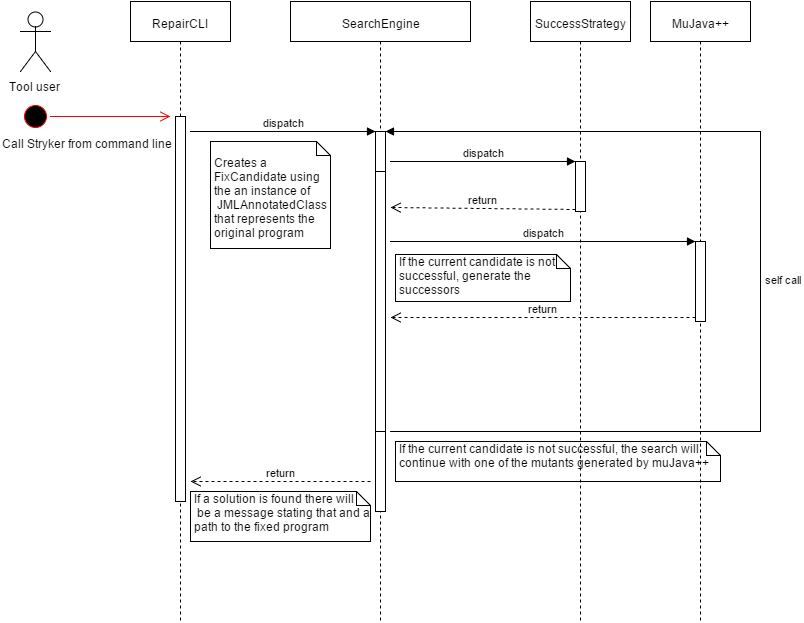 RepairCLI
SearchEngine
SuccessStrategy
MuJava++
Tool user
Call Stryker from command line
dispatch
Creates a
FixCandidate using
the an instance of
JMLAnnotatedClass
that represents the
original program
dispatch
return
dispatch
If the current candidate is not
successful, generate the
successors
self call
return
If the current candidate is not successful, the search will
continue with one of the mutants generated by muJava++
return
If a solution is found there will
be a message stating that and a
path to the fixed program